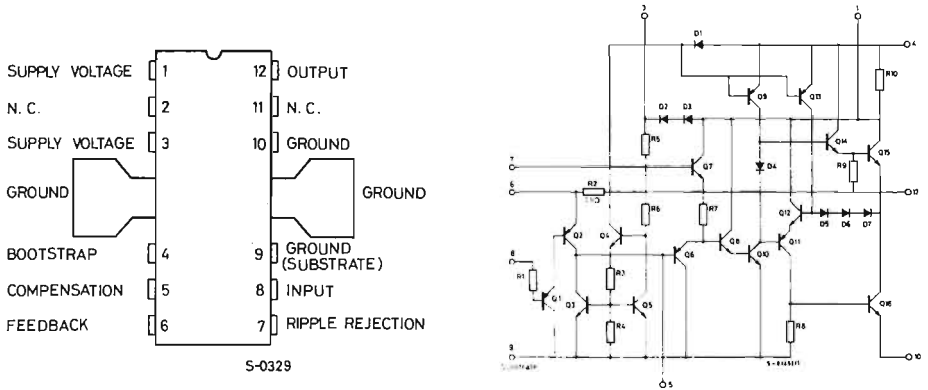 SUPPLY VOLTAGE 1 12 OUTPUT
N.C. 2 11 N.C.
SUPPLY VOLTAGE 3 10 GROUND
GROUND GROUND
BOOTSTRAP 4 9 GROUND
(SUBSTRATE)
COMPENSATION 5 8 INPUT
FEEDBACK 6 7 RIPPLE REJECTION
S-0329
3 1
D1 4
R10
Q9 Q13
D2 D3
R5 Q14
Q15
7 Q7 D4 R9
6 R2 12
R6 R7 Q12
D5 D6 D7
Q2 Q4 Q8 Q11
8 Q6 Q10
R1 R3
Q1 Q3 Q5 Q16
R4 R8
9 10
SUBSTRATE
5